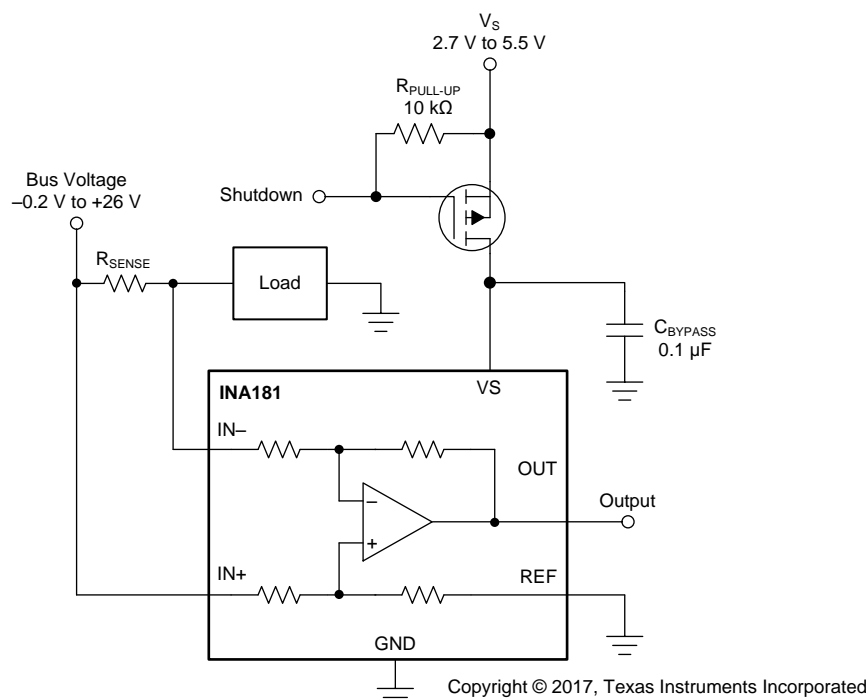 V_S
2.7 V to 5.5 V
R_PULL-UP
10 kΩ
Bus Voltage
–0.2 V to +26 V
Shutdown
R_SENSE
Load
C_BYPASS
0.1 µF
INA181
VS
IN–
OUT
–
Output
+
IN+
REF
GND
Copyright © 2017, Texas Instruments Incorporated